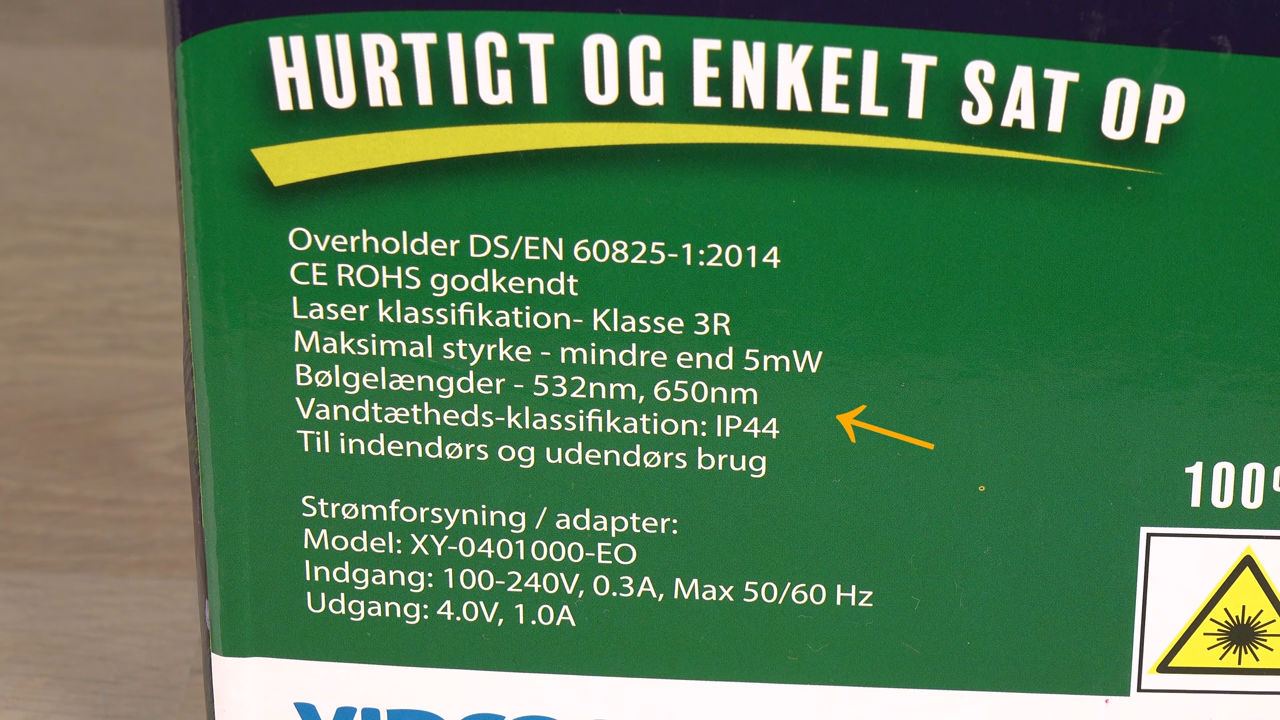 HURTIGT OG ENKELT SAT OP
Overholder DS/EN 60825-1:2014
CE ROHS godkendt
Laser klassifikation- Klasse 3R
Maksimal styrke - mindre end 5mW
Bølgelængder - 532nm, 650nm
Vandtætheds-klassifikation: IP44
Til indendørs og udendørs brug
Strømforsyning / adapter:
Model: XY-0401000-EO
Indgang: 100-240V, 0.3A, Max 50/60 Hz
Udgang: 4.0V, 1.0A